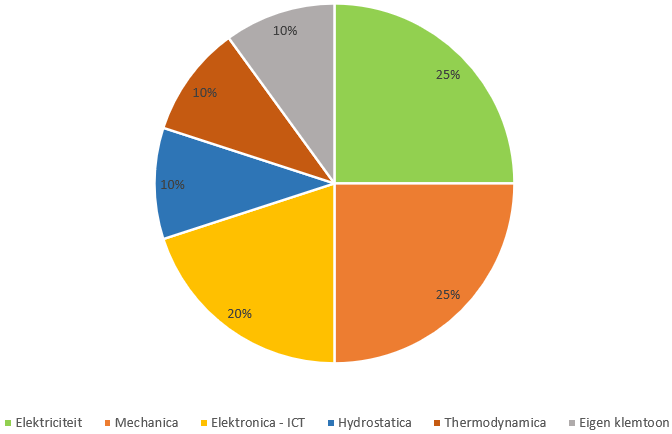 10%
25%
10%
10%
25%
20%
Elektriciteit
Mechanica
Elektronica - ICT
Hydrostatica
Thermodynamica
Eigen klemtoon